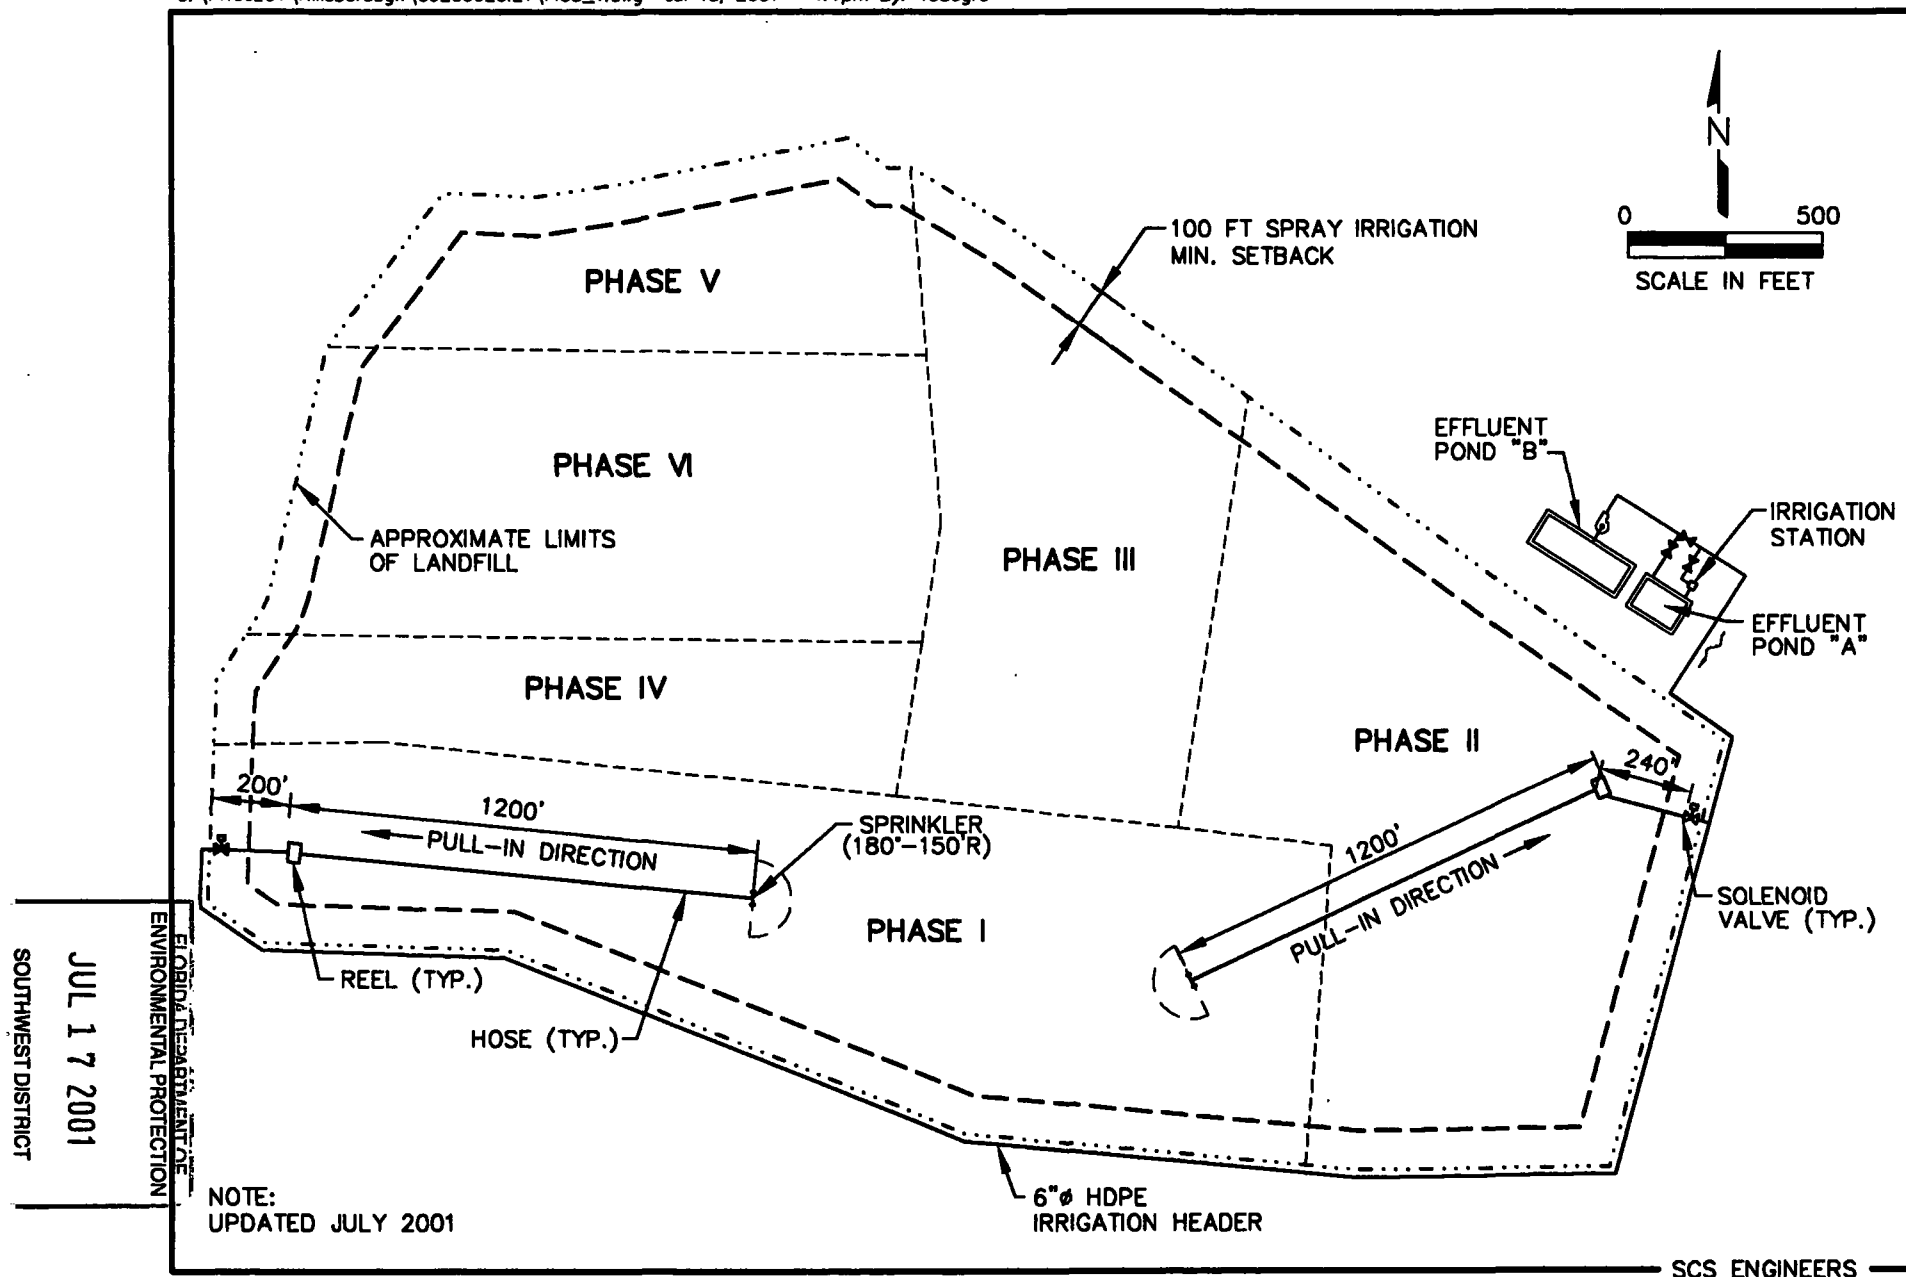 N
0 500
SCALE IN FEET
100 FT SPRAY IRRIGATION
MIN. SETBACK
PHASE V
PHASE VI
APPROXIMATE LIMITS
OF LANDFILL
PHASE III
EFFLUENT
POND "B"
IRRIGATION
STATION
EFFLUENT
POND "A"
PHASE IV
PHASE II
240'
200'
1200'
PULL-IN DIRECTION
SPRINKLER
(180°-150'R)
1200'
PULL-IN DIRECTION
SOLENOID
VALVE (TYP.)
PHASE I
REEL (TYP.)
HOSE (TYP.)
6"ø HDPE
IRRIGATION HEADER
FLORIDA DEPARTMENT OF
ENVIRONMENTAL PROTECTION
JUL 17 2001
SOUTHWEST DISTRICT
NOTE:
UPDATED JULY 2001
SCS ENGINEERS